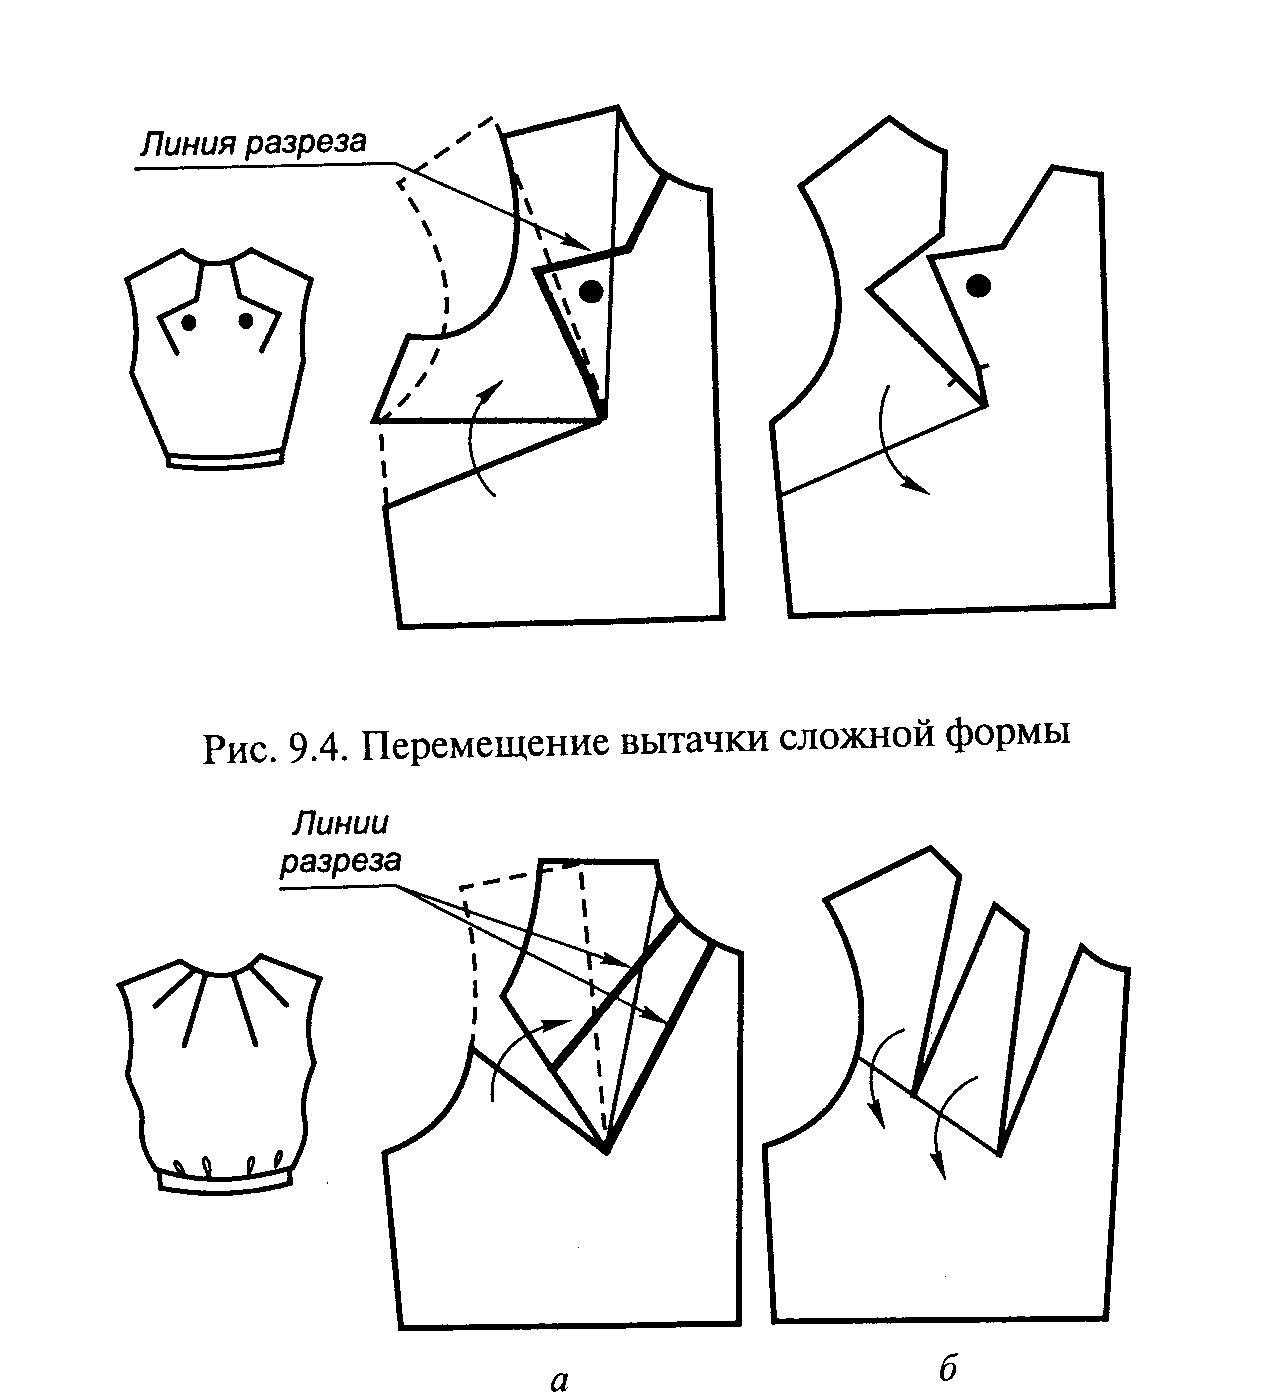 Линия разреза
Рис. 9.4. Перемещение вытачки сложной формы
Линии
разреза
а
б